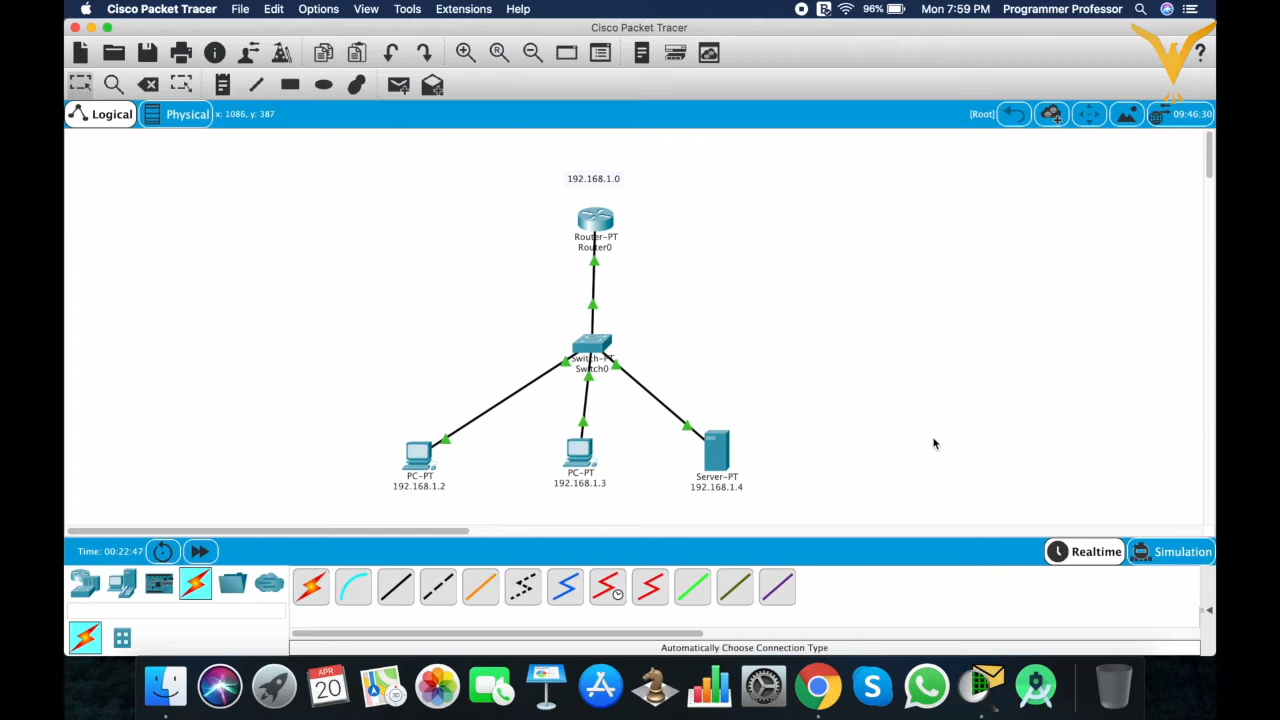 Cisco Packet Tracer File Edit Options View Tools Extensions Help 96% Mon 7:59 PM Programmer Professor
Cisco Packet Tracer
Logical Physical x: 1086, y: 387 [Root] 09:46:30
192.168.1.0
Router-PT
Router0
Switch-PT
Switch0
PC-PT
192.168.1.2
PC-PT
192.168.1.3
Server-PT
192.168.1.4
Time: 00:22:47 Realtime Simulation
Automatically Choose Connection Type
APR
20
3D